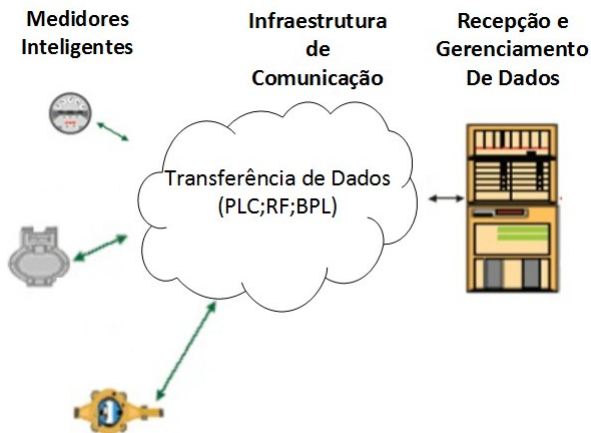 Medidores
Inteligentes
Infraestrutura
de
Comunicação
Recepção e
Gerenciamento
De Dados
Transferência de Dados
(PLC;RF;BPL)